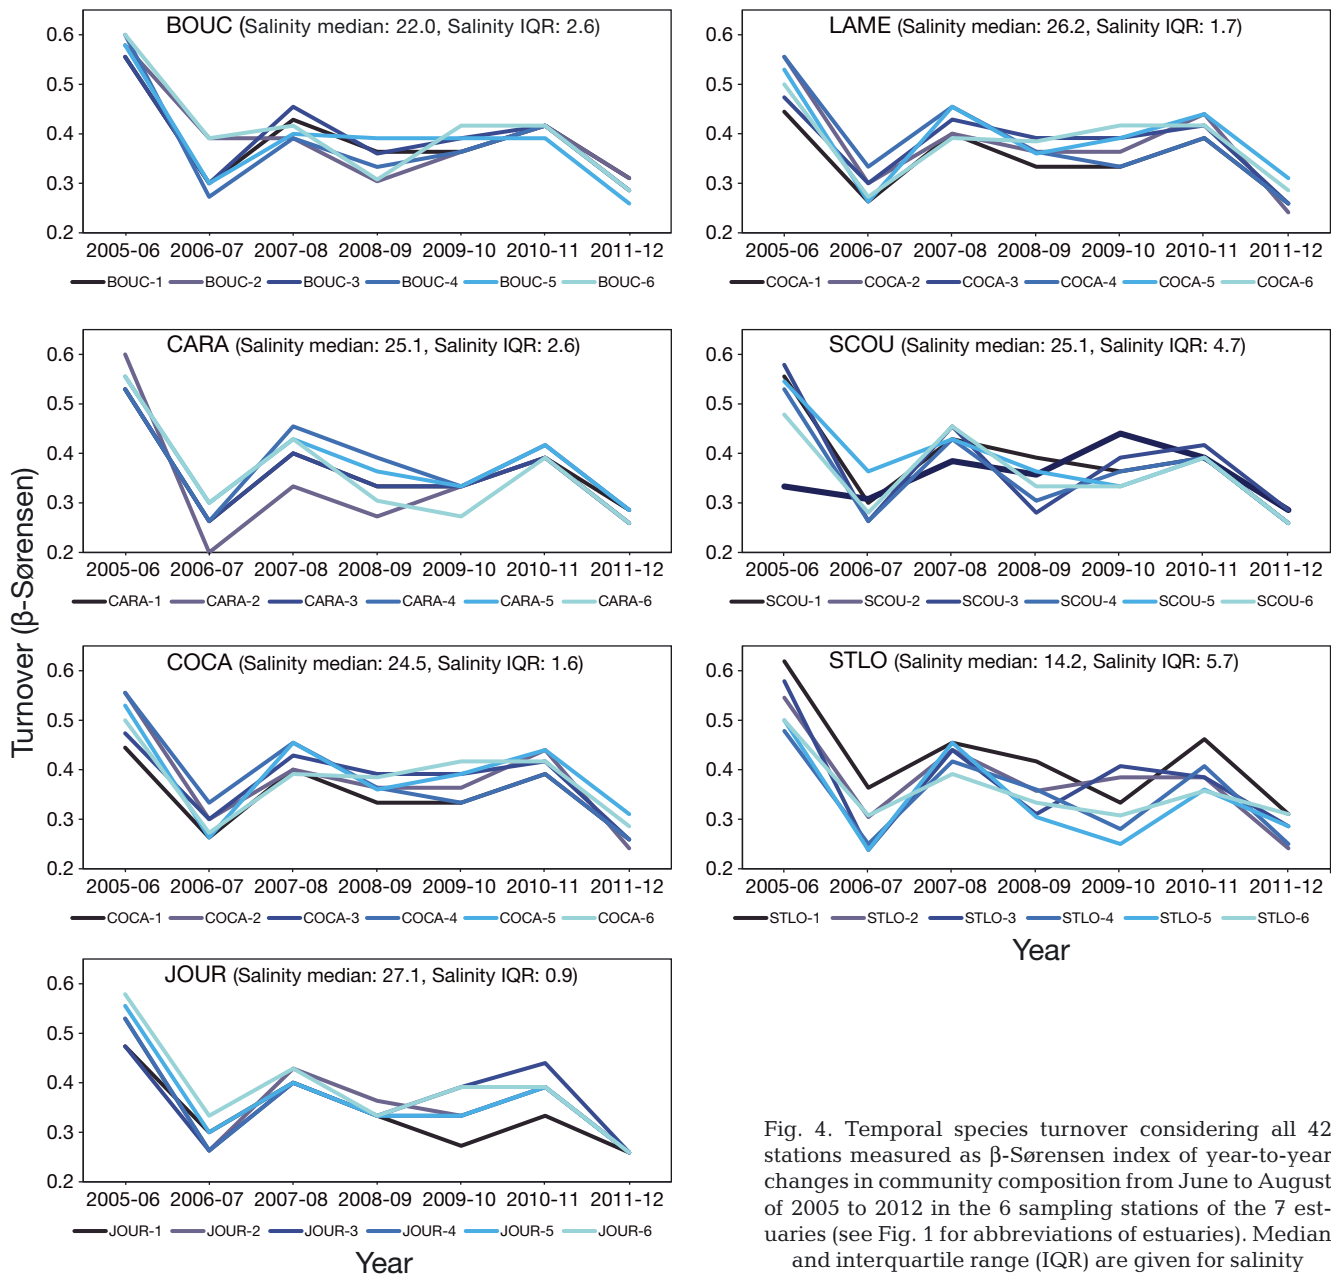 BOUC (Salinity median: 22.0, Salinity IQR: 2.6)
0.6
0.5
0.4
0.3
0.2
2005-06 2006-07 2007-08 2008-09 2009-10 2010-11 2011-12
BOUC-1 BOUC-2 BOUC-3 BOUC-4 BOUC-5 BOUC-6
LAME (Salinity median: 26.2, Salinity IQR: 1.7)
0.6
0.5
0.4
0.3
0.2
2005-06 2006-07 2007-08 2008-09 2009-10 2010-11 2011-12
COCA-1 COCA-2 COCA-3 COCA-4 COCA-5 COCA-6
CARA (Salinity median: 25.1, Salinity IQR: 2.6)
0.6
0.5
0.4
0.3
0.2
2005-06 2006-07 2007-08 2008-09 2009-10 2010-11 2011-12
CARA-1 CARA-2 CARA-3 CARA-4 CARA-5 CARA-6
SCOU (Salinity median: 25.1, Salinity IQR: 4.7)
0.6
0.5
0.4
0.3
0.2
2005-06 2006-07 2007-08 2008-09 2009-10 2010-11 2011-12
SCOU-1 SCOU-2 SCOU-3 SCOU-4 SCOU-5 SCOU-6
Turnover (β-Sørensen)
COCA (Salinity median: 24.5, Salinity IQR: 1.6)
0.6
0.5
0.4
0.3
0.2
2005-06 2006-07 2007-08 2008-09 2009-10 2010-11 2011-12
COCA-1 COCA-2 COCA-3 COCA-4 COCA-5 COCA-6
STLO (Salinity median: 14.2, Salinity IQR: 5.7)
0.6
0.5
0.4
0.3
0.2
2005-06 2006-07 2007-08 2008-09 2009-10 2010-11 2011-12
STLO-1 STLO-2 STLO-3 STLO-4 STLO-5 STLO-6
Year
JOUR (Salinity median: 27.1, Salinity IQR: 0.9)
0.6
0.5
0.4
0.3
0.2
2005-06 2006-07 2007-08 2008-09 2009-10 2010-11 2011-12
JOUR-1 JOUR-2 JOUR-3 JOUR-4 JOUR-5 JOUR-6
Year
Fig. 4. Temporal species turnover considering all 42
stations measured as β-Sørensen index of year-to-year
changes in community composition from June to August
of 2005 to 2012 in the 6 sampling stations of the 7 est-
uaries (see Fig. 1 for abbreviations of estuaries). Median
and interquartile range (IQR) are given for salinity